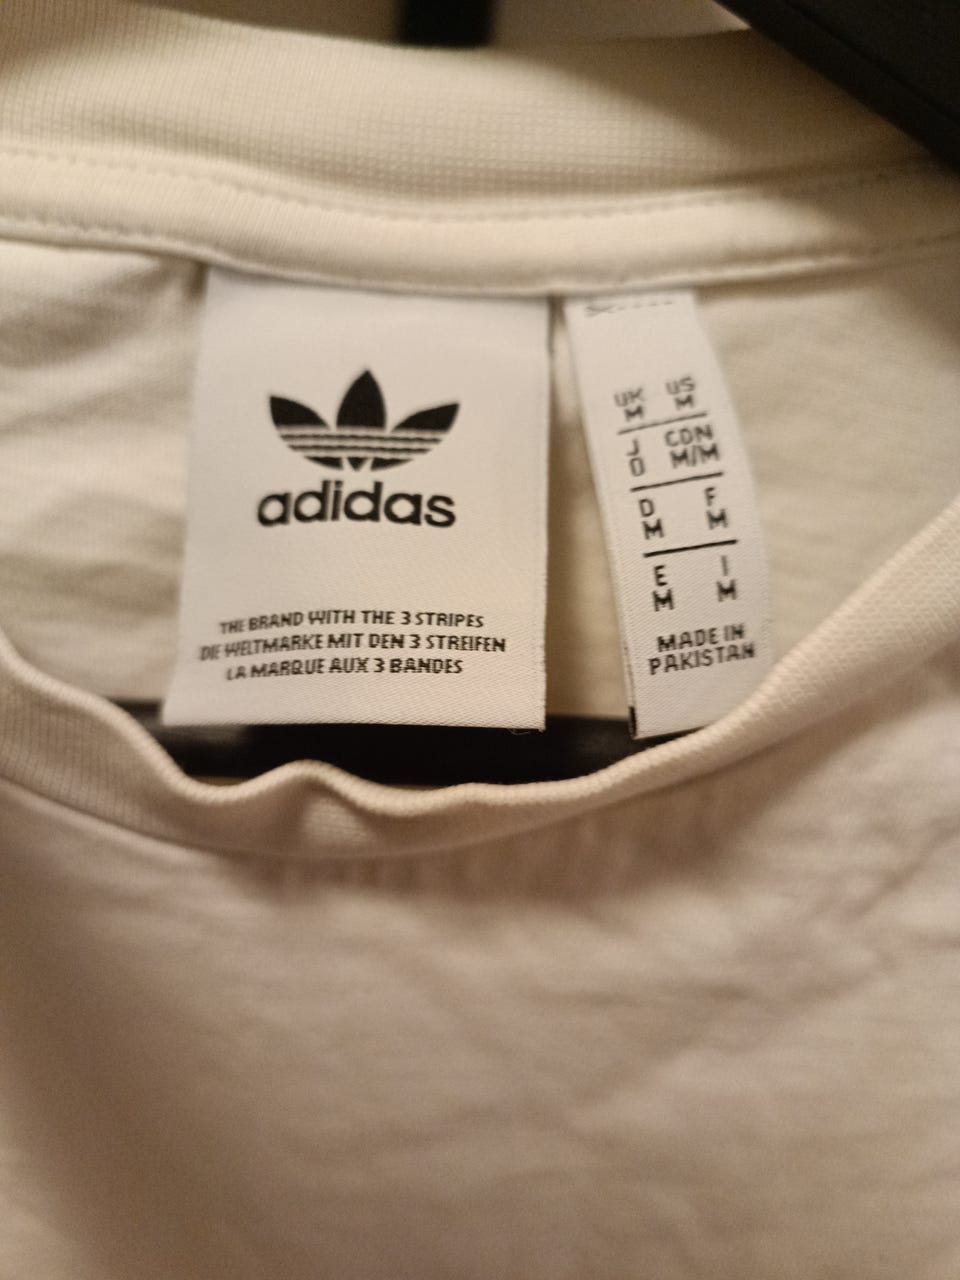 adidas
THE BRAND WITH THE 3 STRIPES
DIE WELTMARKE MIT DEN 3 STREIFEN
LA MARQUE AUX 3 BANDES
UK US
M M
J CDN
O M/M
D F
M M
E I
M M
MADE IN
PAKISTAN